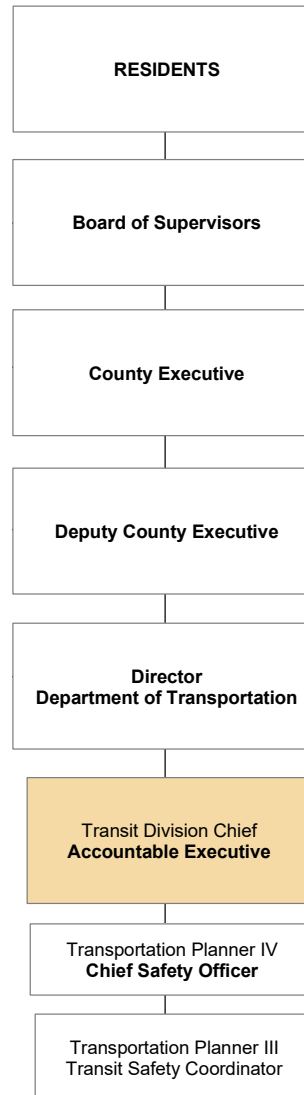 RESIDENTS
Board of Supervisors
County Executive
Deputy County Executive
Director
Department of Transportation
Transit Division Chief
Accountable Executive
Transportation Planner IV
Chief Safety Officer
Transportation Planner III
Transit Safety Coordinator